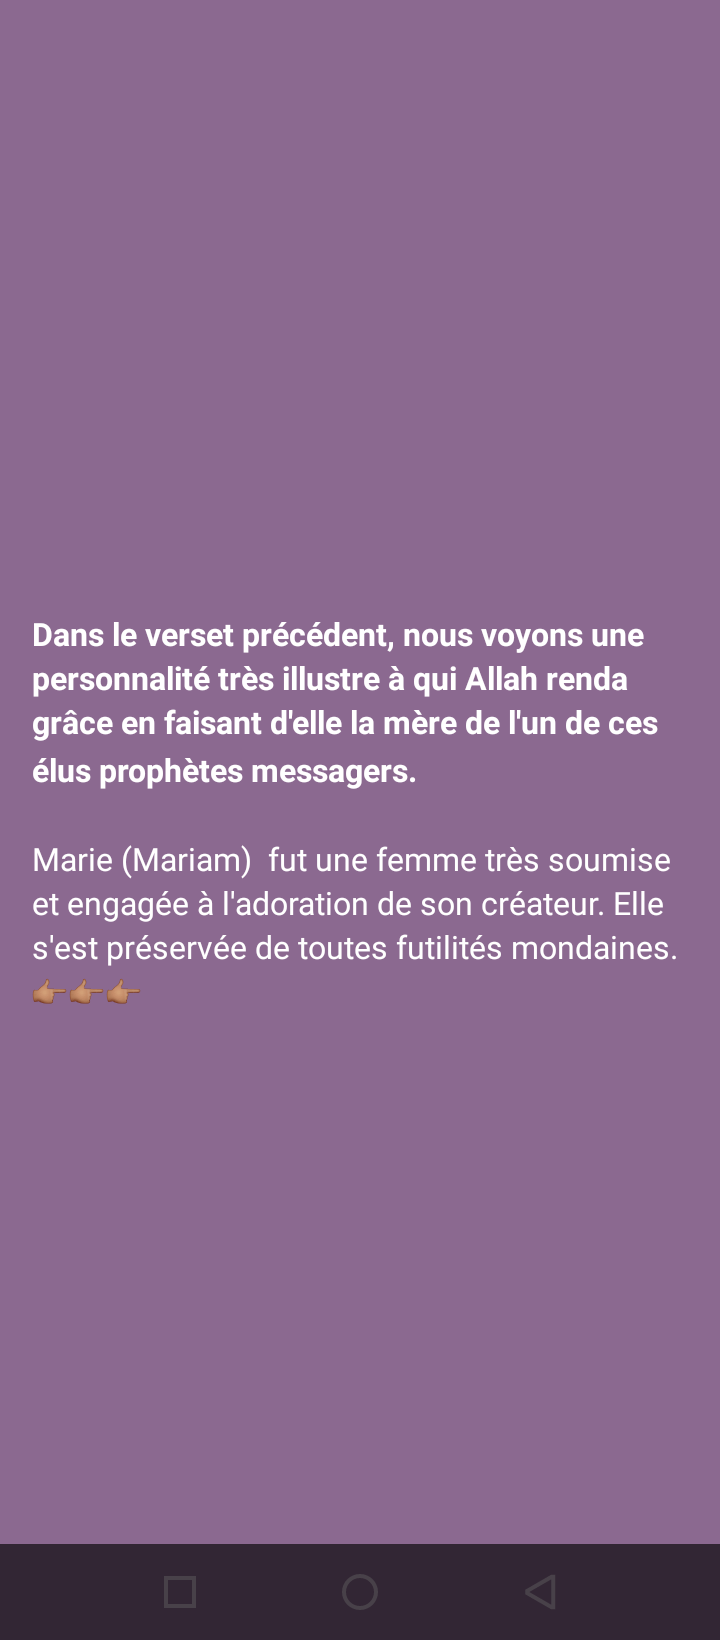 Dans le verset précédent, nous voyons une
personnalité très illustre à qui Allah renda
grâce en faisant d'elle la mère de l'un de ces
élus prophètes messagers.
Marie (Mariam)  fut une femme très soumise
et engagée à l'adoration de son créateur. Elle
s'est préservée de toutes futilités mondaines.
👉🏽👉🏽👉🏽